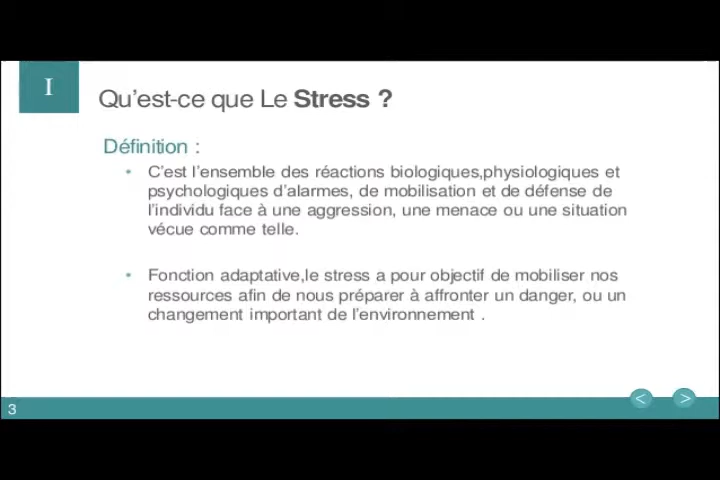 I
Qu’est-ce que Le Stress ?
Définition :
• C’est l’ensemble des réactions biologiques,physiologiques et
psychologiques d’alarmes, de mobilisation et de défense de
l’individu face à une aggression, une menace ou une situation
vécue comme telle.
• Fonction adaptative,le stress a pour objectif de mobiliser nos
ressources afin de nous préparer à affronter un danger, ou un
changement important de l’environnement .
< >
3